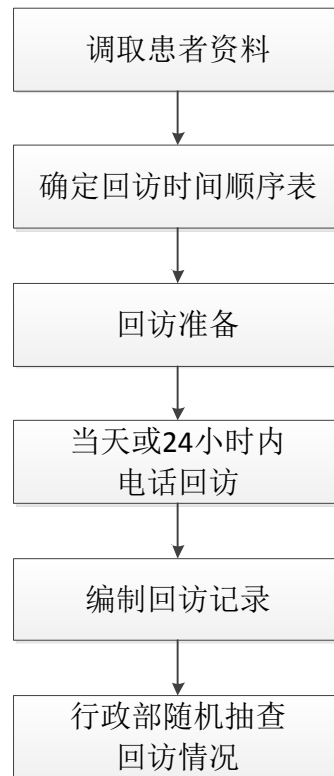 调取患者资料
确定回访时间顺序表
回访准备
当天或24小时内
电话回访
编制回访记录
行政部随机抽查
回访情况